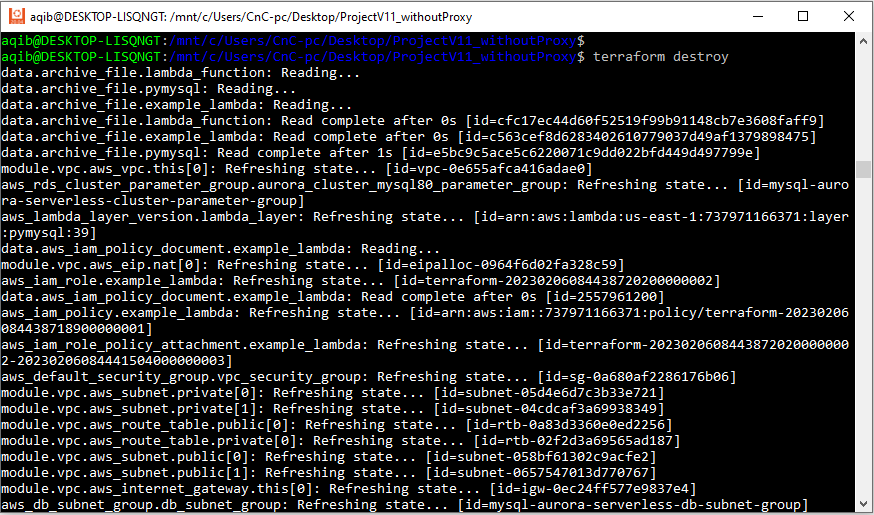 aqib@DESKTOP-LISQNGT: /mnt/c/Users/CnC-pc/Desktop/ProjectV11_withoutProxy
aqib@DESKTOP-LISQNGT:/mnt/c/Users/CnC-pc/Desktop/ProjectV11_withoutProxy$
aqib@DESKTOP-LISQNGT:/mnt/c/Users/CnC-pc/Desktop/ProjectV11_withoutProxy$ terraform destroy
data.archive_file.lambda_function: Reading...
data.archive_file.pymysql: Reading...
data.archive_file.example_lambda: Reading...
data.archive_file.lambda_function: Read complete after 0s [id=cfc17ec44d60f52519f99b91148cb7e3608faff9]
data.archive_file.example_lambda: Read complete after 0s [id=c563cef8d6283402610779037d49af1379898475]
data.archive_file.pymysql: Read complete after 1s [id=e5bc9c5ace5c6220071c9dd022bfd449d497799e]
module.vpc.aws_vpc.this[0]: Refreshing state... [id=vpc-0e655afca416adae0]
aws_rds_cluster_parameter_group.aurora_cluster_mysql80_parameter_group: Refreshing state... [id=mysql-auro
ra-serverless-cluster-parameter-group]
aws_lambda_layer_version.lambda_layer: Refreshing state... [id=arn:aws:lambda:us-east-1:737971166371:layer
:pymysql:39]
data.aws_iam_policy_document.example_lambda: Reading...
module.vpc.aws_eip.nat[0]: Refreshing state... [id=eipalloc-0964f6d02fa328c59]
aws_iam_role.example_lambda: Refreshing state... [id=terraform-20230206084438720200000002]
data.aws_iam_policy_document.example_lambda: Read complete after 0s [id=2557961200]
aws_iam_policy.example_lambda: Refreshing state... [id=arn:aws:iam::737971166371:policy/terraform-20230206
084438718900000001]
aws_iam_role_policy_attachment.example_lambda: Refreshing state... [id=terraform-2023020608443872020000000
2-20230206084441504000000003]
aws_default_security_group.vpc_security_group: Refreshing state... [id=sg-0a680af2286176b06]
module.vpc.aws_subnet.private[0]: Refreshing state... [id=subnet-05d4e6d7c3b33e721]
module.vpc.aws_subnet.private[1]: Refreshing state... [id=subnet-04cdcaf3a69938349]
module.vpc.aws_route_table.public[0]: Refreshing state... [id=rtb-0a83d3360e0ed2256]
module.vpc.aws_route_table.private[0]: Refreshing state... [id=rtb-02f2d3a69565ad187]
module.vpc.aws_subnet.public[0]: Refreshing state... [id=subnet-058bf61302c9acfe2]
module.vpc.aws_subnet.public[1]: Refreshing state... [id=subnet-0657547013d770767]
module.vpc.aws_internet_gateway.this[0]: Refreshing state... [id=igw-0ec24ff577e9837e4]
aws_db_subnet_group.db_subnet_group: Refreshing state... [id=mysql-aurora-serverless-db-subnet-group]